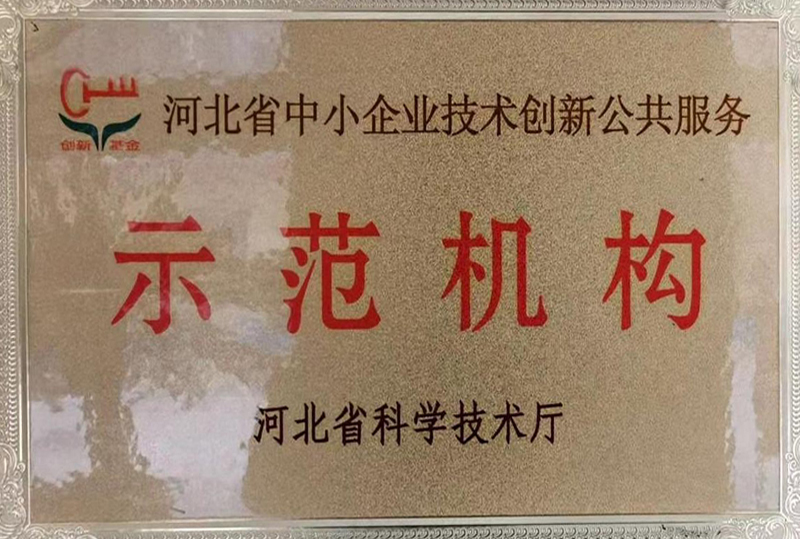 河北省中小企业技术创新公共服务
创新基金
示范机构
河北省科学技术厅